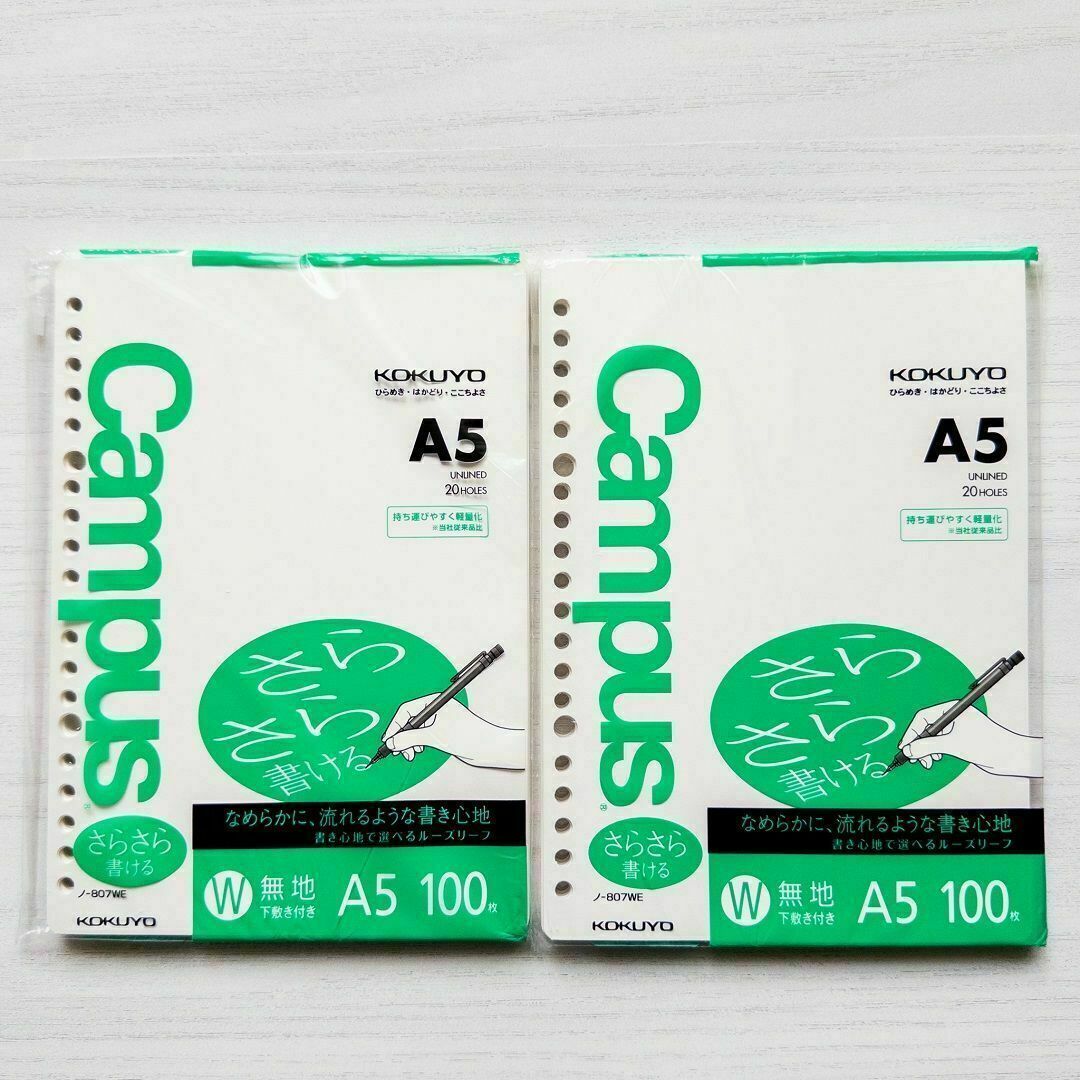 Campus®
KOKUYO
ひらめき・はかどり・ここちよさ
A5
UNLINED
20HOLES
持ち運びやすく軽量化
※当社従来品比
さら
さら
書ける
なめらかに、流れるような書き心地
書き心地で選べるルーズリーフ
さらさら
書ける
ノ-807WE
KOKUYO
W 無地 A5 100枚
下敷き付き
Campus®
KOKUYO
ひらめき・はかどり・ここちよさ
A5
UNLINED
20HOLES
持ち運びやすく軽量化
※当社従来品比
さら
さら
書ける
なめらかに、流れるような書き心地
書き心地で選べるルーズリーフ
さらさら
書ける
ノ-807WE
KOKUYO
W 無地 A5 100枚
下敷き付き